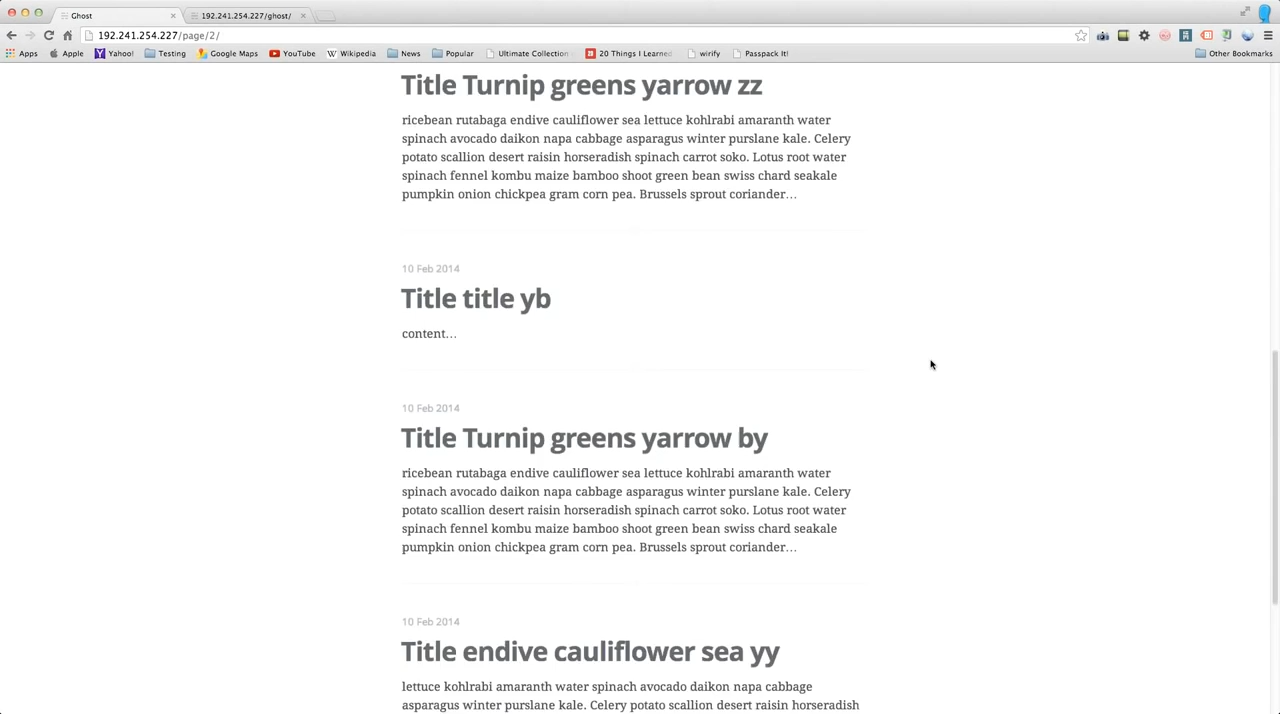 Ghost
192.241.254.227/ghost/
192.241.254.227/page/2/
Apps
Apple
Yahoo!
Testing
Google Maps
YouTube
Wikipedia
News
Popular
Ultimate Collection
20 Things I Learned
wirify
Passpack It!
Other Bookmarks
Title Turnip greens yarrow zz
ricebean rutabaga endive cauliflower sea lettuce kohlrabi amaranth water
spinach avocado daikon napa cabbage asparagus winter purslane kale. Celery
potato scallion desert raisin horseradish spinach carrot soko. Lotus root water
spinach fennel kombu maize bamboo shoot green bean swiss chard seakale
pumpkin onion chickpea gram corn pea. Brussels sprout coriander…
10 Feb 2014
Title title yb
content…
10 Feb 2014
Title Turnip greens yarrow by
ricebean rutabaga endive cauliflower sea lettuce kohlrabi amaranth water
spinach avocado daikon napa cabbage asparagus winter purslane kale. Celery
potato scallion desert raisin horseradish spinach carrot soko. Lotus root water
spinach fennel kombu maize bamboo shoot green bean swiss chard seakale
pumpkin onion chickpea gram corn pea. Brussels sprout coriander…
10 Feb 2014
Title endive cauliflower sea yy
lettuce kohlrabi amaranth water spinach avocado daikon napa cabbage
asparagus winter purslane kale. Celery potato scallion desert raisin horseradish